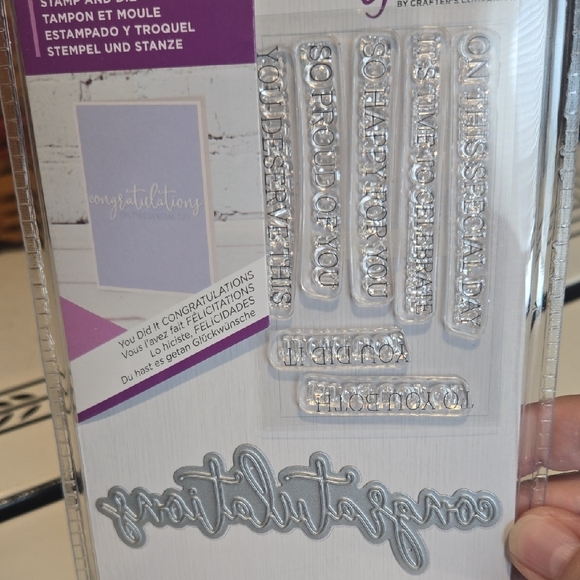 STAMP AND DIE
TAMPON ET MOULE
ESTAMPADO Y TROQUEL
STEMPEL UND STANZE
BY CRAFTER'S
congratulations
You Did It CONGRATULATIONS
Vous l'avez fait FÉLICITATIONS
Lo hiciste, FELICIDADES
Du hast es getan Glückwünsche
YOU DESERVE THIS
SO PROUD OF YOU
SO HAPPY FOR YOU
IT'S TIME TO CELEBRATE
ON THIS SPECIAL DAY
YOU DID IT
TO YOU BOTH
congratulations